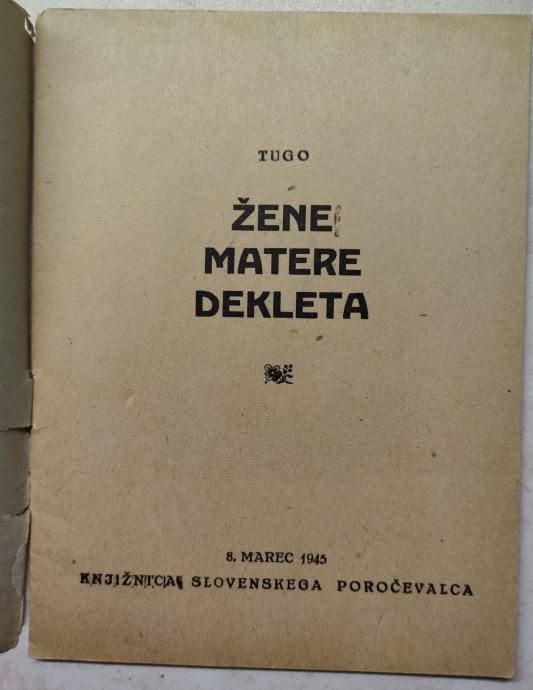 TUGO
ŽENE
MATERE
DEKLETA
8. MAREC 1945
KNJIŽNICA SLOVENSKEGA POROČEVALCA